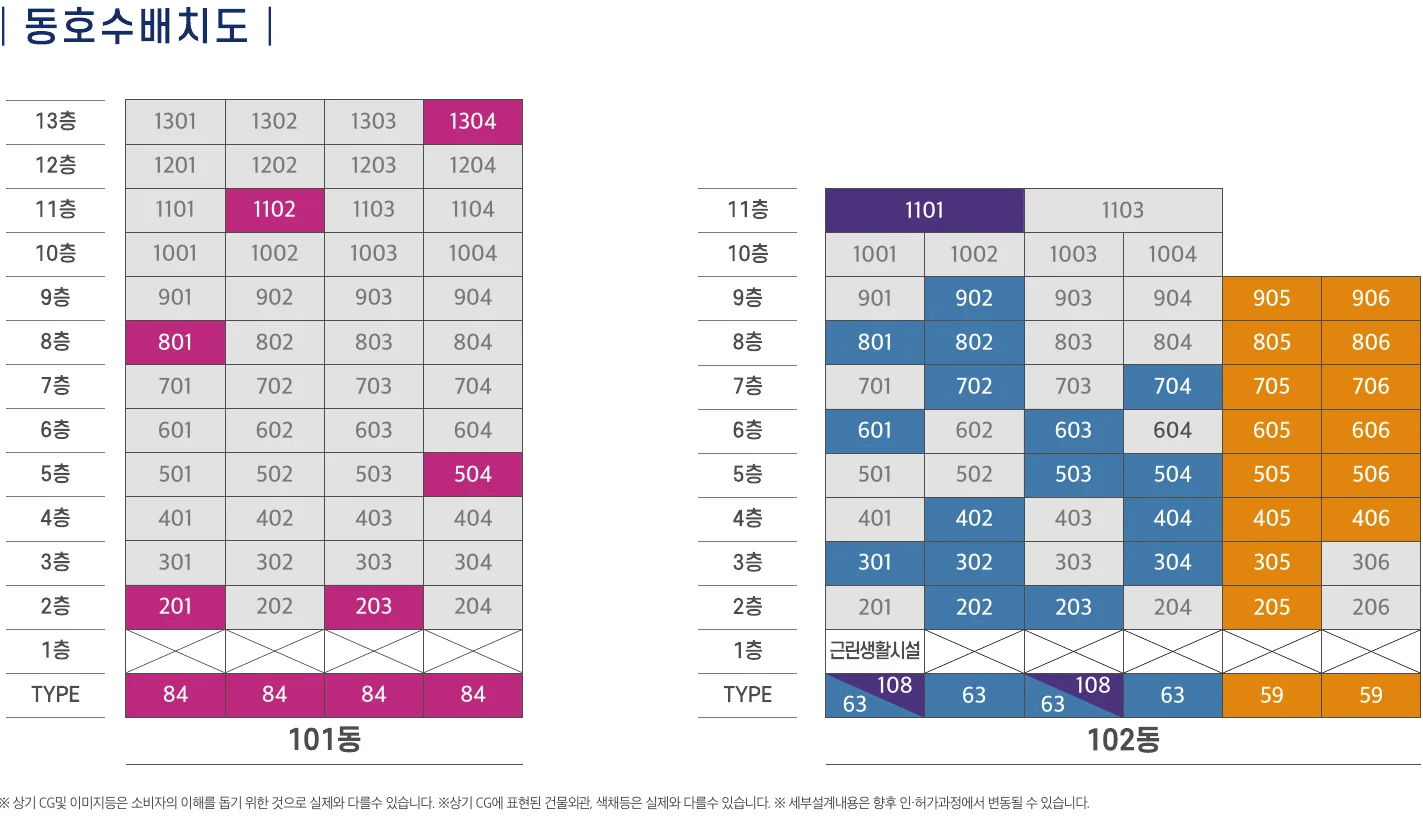 | 동호수배치도 |
13층 1301 1302 1303 1304
12층 1201 1202 1203 1204
11층 1101 1102 1103 1104
10층 1001 1002 1003 1004
9층 901 902 903 904
8층 801 802 803 804
7층 701 702 703 704
6층 601 602 603 604
5층 501 502 503 504
4층 401 402 403 404
3층 301 302 303 304
2층 201 202 203 204
1층
TYPE 84 84 84 84
101동
11층 1101 1103
10층 1001 1002 1003 1004
9층 901 902 903 904 905 906
8층 801 802 803 804 805 806
7층 701 702 703 704 705 706
6층 601 602 603 604 605 606
5층 501 502 503 504 505 506
4층 401 402 403 404 405 406
3층 301 302 303 304 305 306
2층 201 202 203 204 205 206
1층 근린생활시설
TYPE 63 108 63 63 108 63 59 59
102동
※ 상기 CG및 이미지등은 소비자의 이해를 돕기 위한 것으로 실제와 다를수 있습니다. ※상기 CG에 표현된 건물외관, 색채등은 실제와 다를수 있습니다. ※ 세부설계내용은 향후 인·허가과정에서 변동될 수 있습니다.